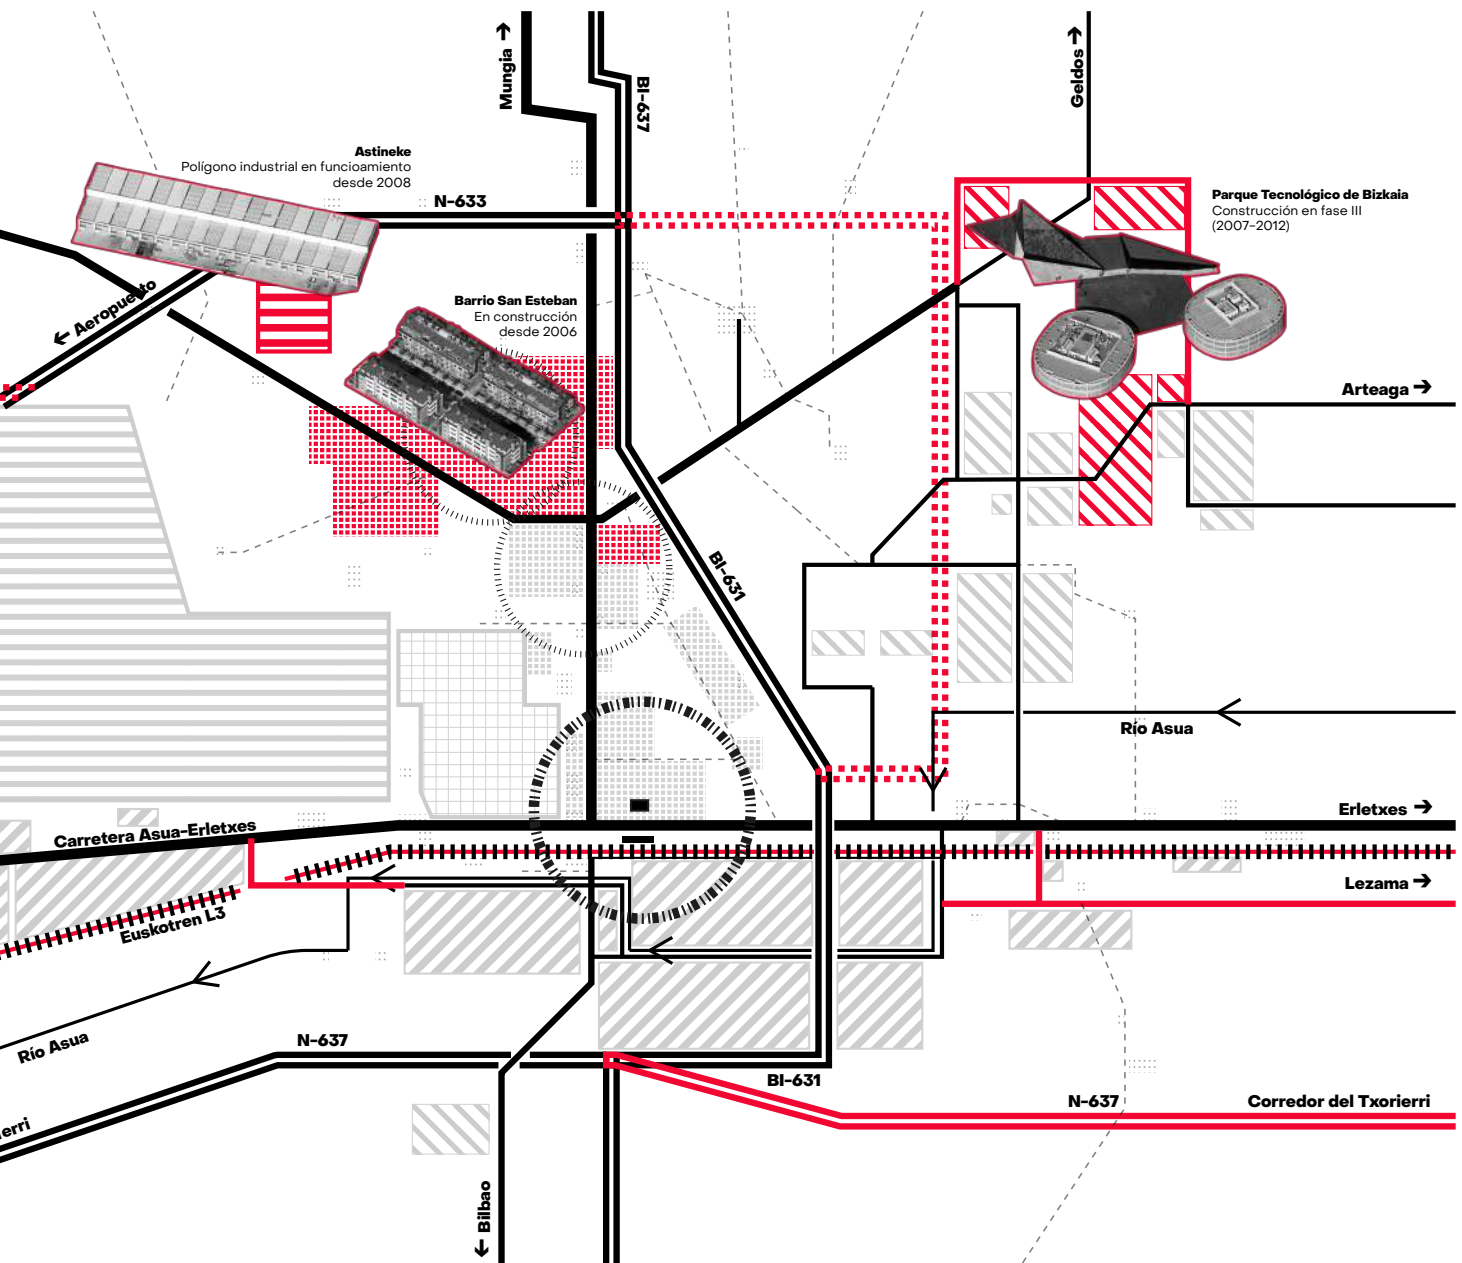 Mungia →
BI-637
Geldos →
Astineke
Polígono industrial en funcioamiento
desde 2008
N-633
Parque Tecnológico de Bizkaia
Construcción en fase III
(2007-2012)
← Aeropuerto
Barrio San Esteban
En construcción
desde 2006
Arteaga →
BI-631
Río Asua
Erletxes →
Carretera Asua-Erletxes
Lezama →
Euskotren L3
Río Asua
N-637
BI-631
N-637
Corredor del Txorierri
erri
← Bilbao